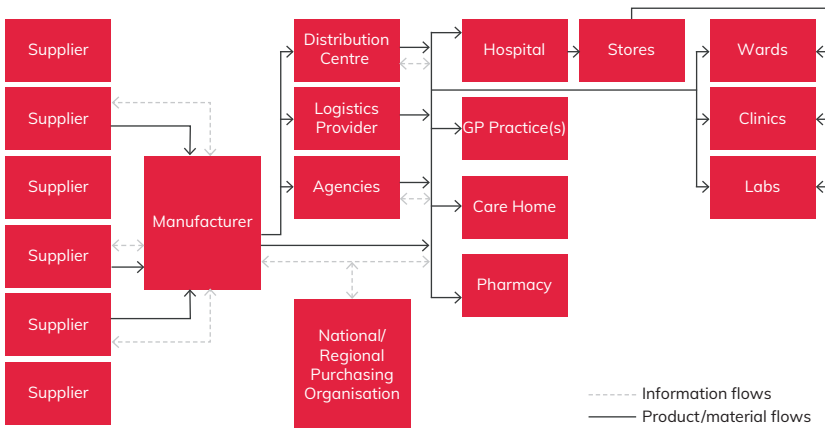 Supplier
Supplier
Supplier
Supplier
Supplier
Supplier
Manufacturer
Distribution
Centre
Logistics
Provider
Agencies
National/
Regional
Purchasing
Organisation
Hospital
Stores
GP Practice(s)
Care Home
Pharmacy
Wards
Clinics
Labs
Information flows
Product/material flows